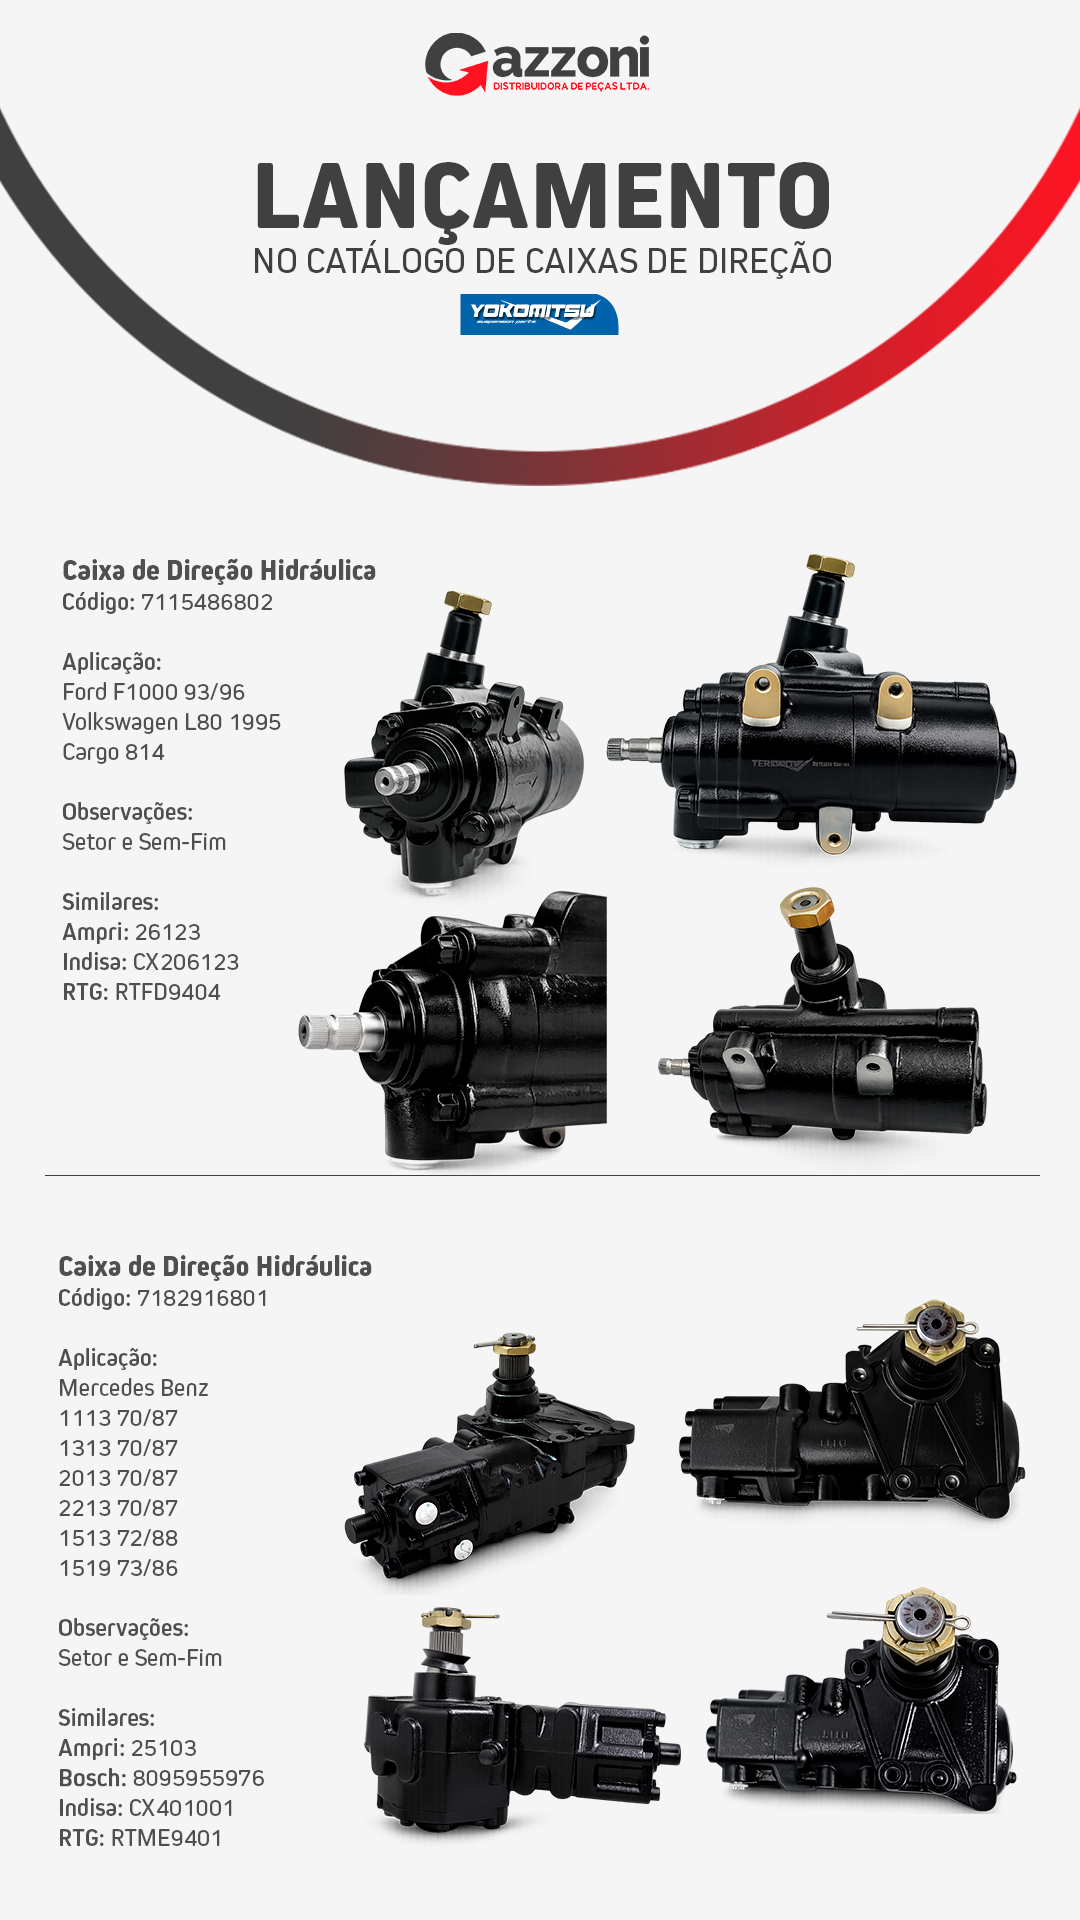 Gazzoni
DISTRIBUIDORA DE PEÇAS LTDA.
LANÇAMENTO
NO CATÁLOGO DE CAIXAS DE DIREÇÃO
YOKOMITSU
suspension parts
Caixa de Direção Hidráulica
Código: 7115486802
Aplicação:
Ford F1000 93/96
Volkswagen L80 1995
Cargo 814
Observações:
Setor e Sem-Fim
Similares:
Ampri: 26123
Indisa: CX206123
RTG: RTFD9404
Caixa de Direção Hidráulica
Código: 7182916801
Aplicação:
Mercedes Benz
1113 70/87
1313 70/87
2013 70/87
2213 70/87
1513 72/88
1519 73/86
Observações:
Setor e Sem-Fim
Similares:
Ampri: 25103
Bosch: 8095955976
Indisa: CX401001
RTG: RTME9401